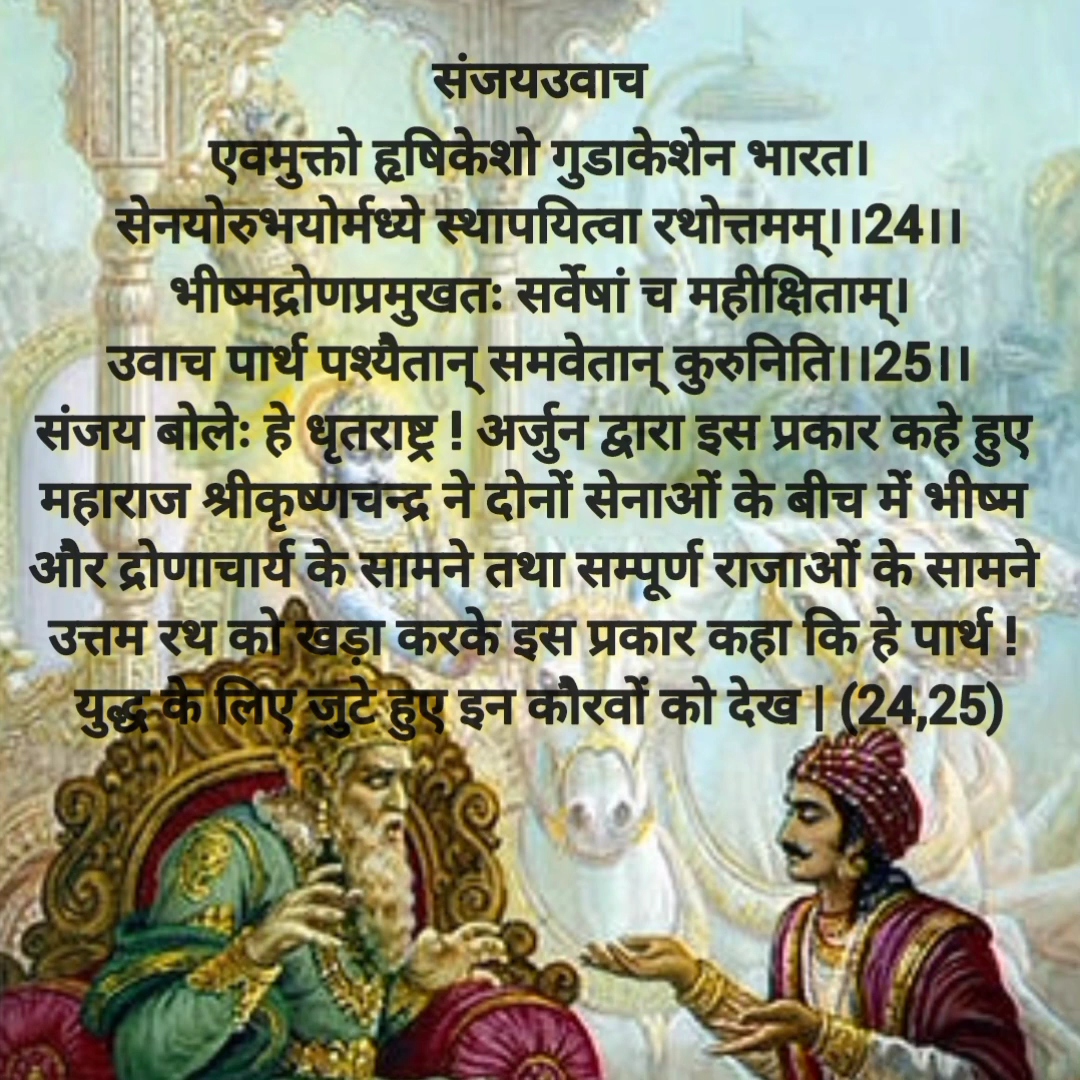 संजयउवाच
एवमुक्तो हृषिकेशो गुडाकेशेन भारत।
सेनयोरुभयोर्मध्ये स्थापयित्वा रथोत्तमम्।।24।।
भीष्मद्रोणप्रमुखतः सर्वेषां च महीक्षिताम्।
उवाच पार्थ पश्यैतान् समवेतान् कुरुनिति।।25।।
संजय बोलेः हे धृतराष्ट्र ! अर्जुन द्वारा इस प्रकार कहे हुए
महाराज श्रीकृष्णचन्द्र ने दोनों सेनाओं के बीच में भीष्म
और द्रोणाचार्य के सामने तथा सम्पूर्ण राजाओं के सामने
उत्तम रथ को खड़ा करके इस प्रकार कहा कि हे पार्थ !
युद्ध के लिए जुटे हुए इन कौरवों को देख | (24,25)